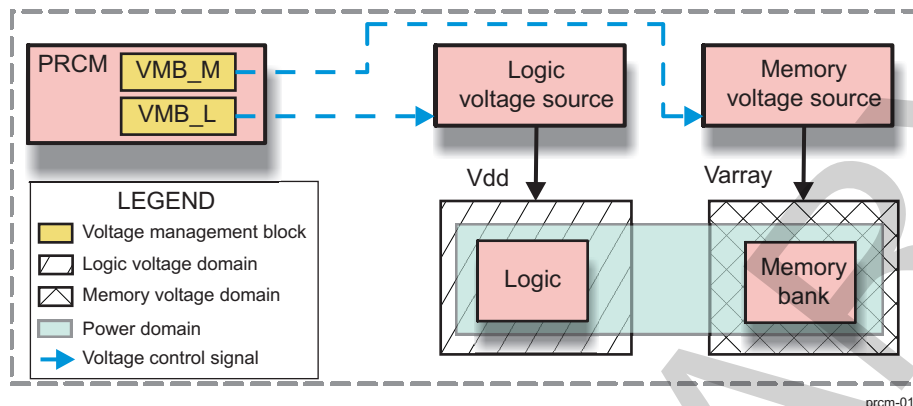 PRCM
VMB_M
VMB_L
Logic
voltage source
Memory
voltage source
Vdd
Varray
LEGEND
Voltage management block
Logic voltage domain
Memory voltage domain
Power domain
Voltage control signal
Logic
Memory
bank
prcm-01